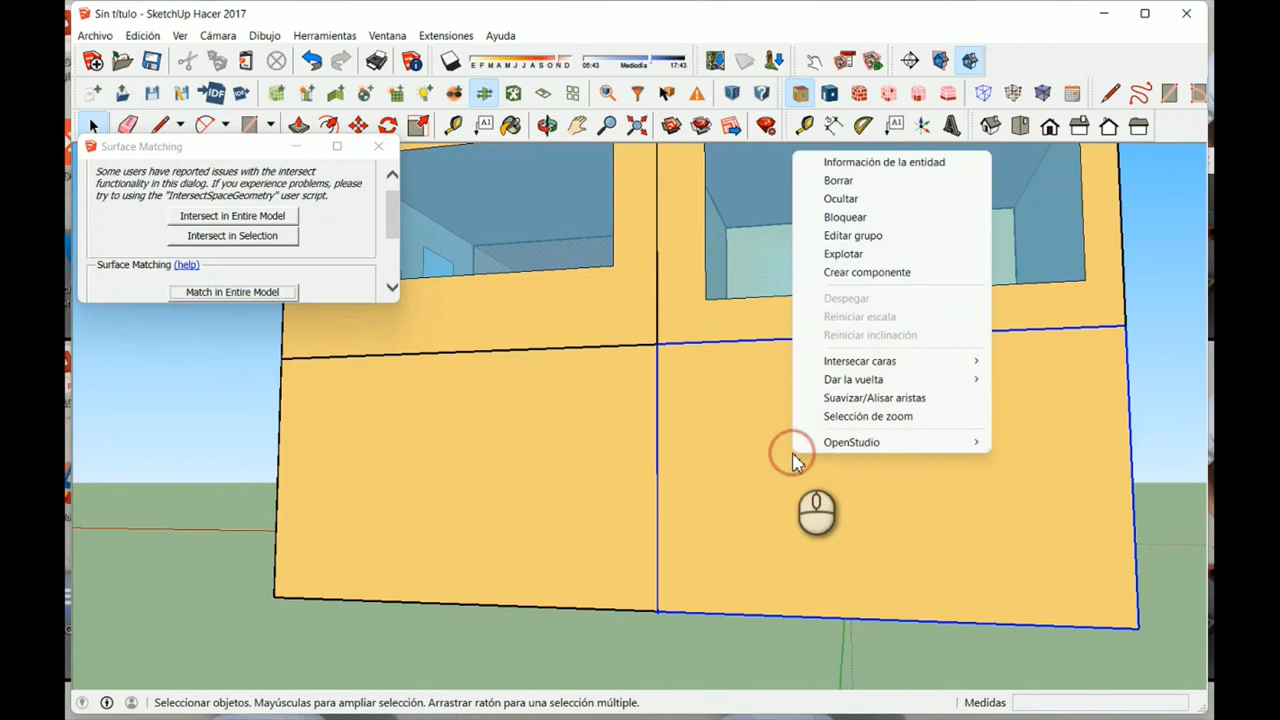 Sin título - SketchUp Hacer 2017
Archivo Edición Ver Cámara Dibujo Herramientas Ventana Extensiones Ayuda
E F M A M J J A S O N D 05:43 Mediodía 17:43
IDF
A1 A1
Surface Matching
Some users have reported issues with the intersect
functionality in this dialog. If you experience problems, please
try to using the "IntersectSpaceGeometry" user script.
Intersect in Entire Model
Intersect in Selection
Surface Matching (help)
Match in Entire Model
Información de la entidad
Borrar
Ocultar
Bloquear
Editar grupo
Explotar
Crear componente
Despegar
Reiniciar escala
Reiniciar inclinación
Intersecar caras
Dar la vuelta
Suavizar/Alisar aristas
Selección de zoom
OpenStudio
Seleccionar objetos. Mayúsculas para ampliar selección. Arrastrar ratón para una selección múltiple.
Medidas